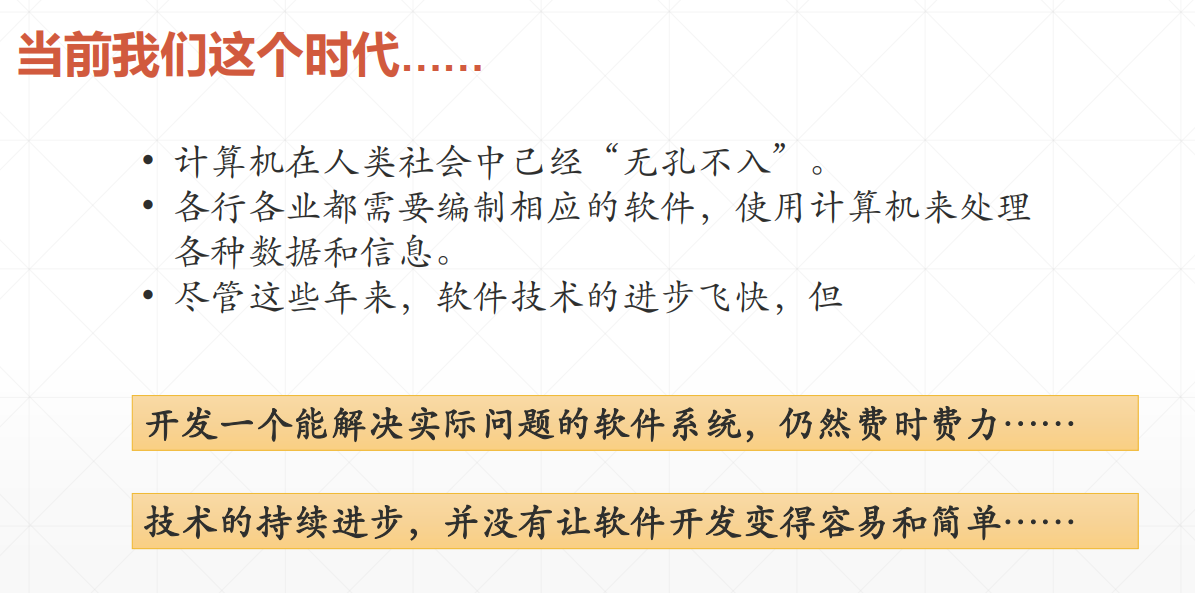 当前我们这个时代……
• 计算机在人类社会中已经“无孔不入”。
• 各行各业都需要编制相应的软件，使用计算机来处理
各种数据和信息。
• 尽管这些年来，软件技术的进步飞快，但
开发一个能解决实际问题的软件系统，仍然费时费力……
技术的持续进步，并没有让软件开发变得容易和简单……